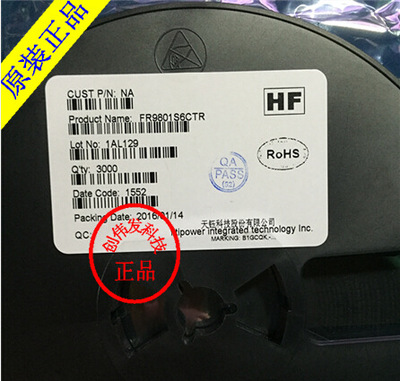 原装正品
CUST P/N: NA
Product Name: FR9801S6CTR
HF
Lot No: 1AL129
Q'ty: 3000
Date Code: 1552
QA
PASS
RoHS
Packing Date: 2016/01/14
天鈺科技股份有限公司
QC:
integrated technology Inc.
创伟发科技
正品